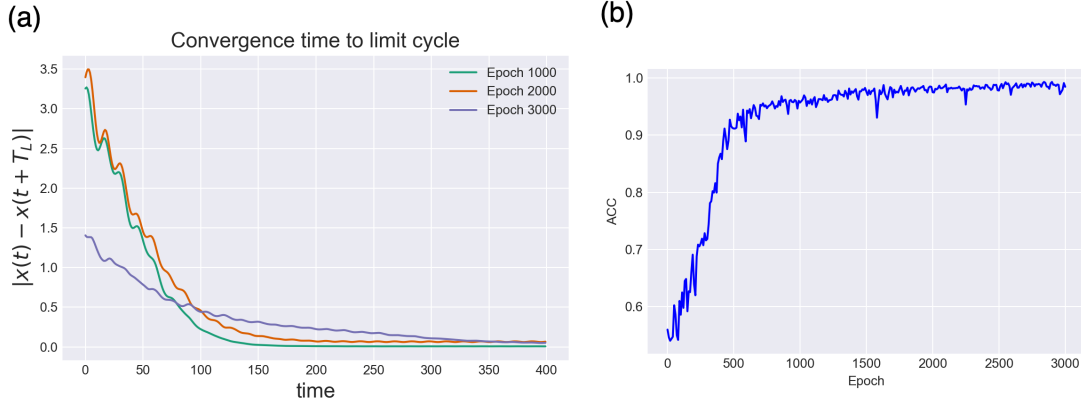 (a)
Convergence time to limit cycle
|x(t) − x(t + T_L)|
3.5
3.0
2.5
2.0
1.5
1.0
0.5
0.0
Epoch 1000
Epoch 2000
Epoch 3000
0 50 100 150 200 250 300 350 400
time
(b)
ACC
1.0
0.9
0.8
0.7
0.6
0 500 1000 1500 2000 2500 3000
Epoch